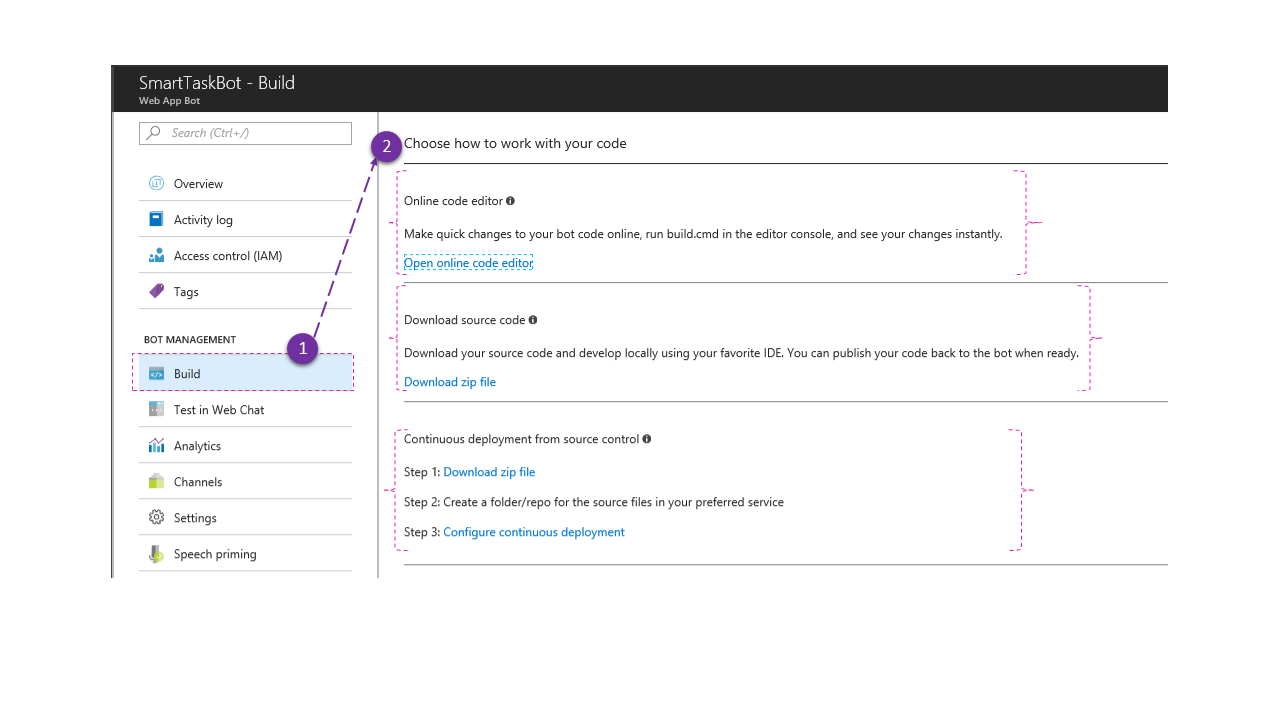 SmartTaskBot - Build
Web App Bot
Search (Ctrl+/)
Overview
Activity log
Access control (IAM)
Tags
BOT MANAGEMENT
1
Build
Test in Web Chat
Analytics
Channels
Settings
Speech priming
2
Choose how to work with your code
Online code editor
Make quick changes to your bot code online, run build.cmd in the editor console, and see your changes instantly.
Open online code editor
Download source code
Download your source code and develop locally using your favorite IDE. You can publish your code back to the bot when ready.
Download zip file
Continuous deployment from source control
Step 1: Download zip file
Step 2: Create a folder/repo for the source files in your preferred service
Step 3: Configure continuous deployment